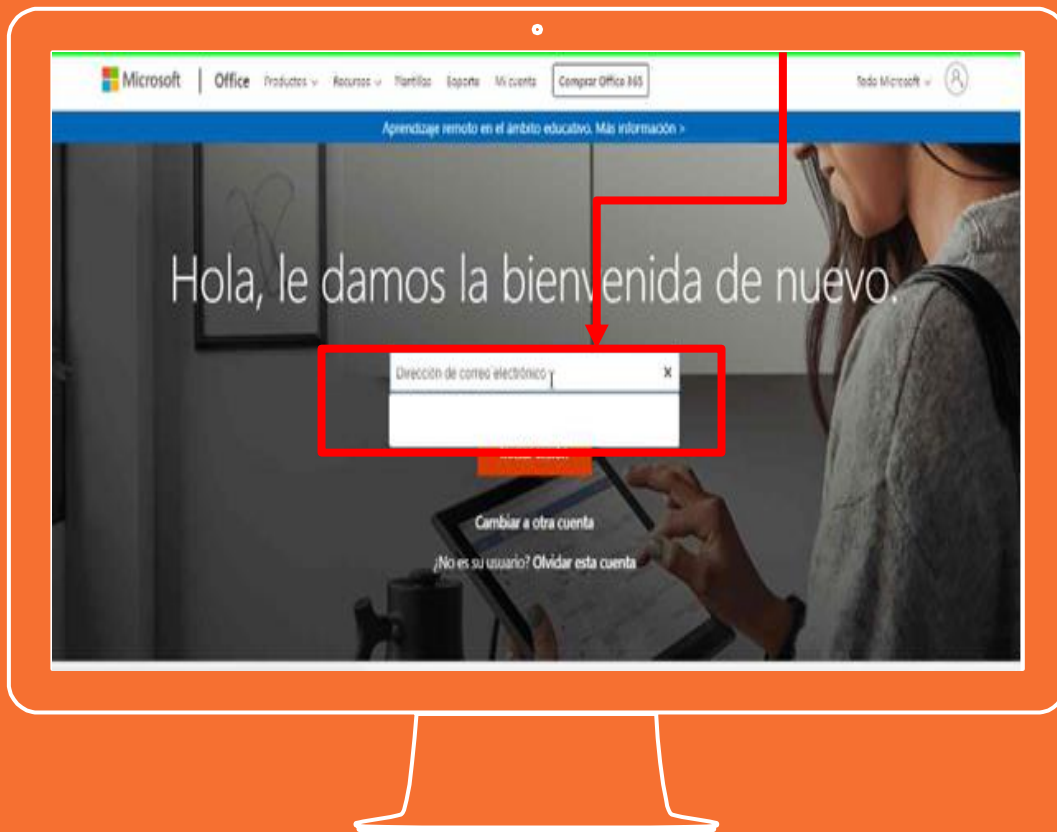 Microsoft | Office Productos Recursos Plantillas Soporte Mi cuenta Comprar Office 365 Todo Microsoft
Aprendizaje remoto en el ámbito educativo. Más información >
Hola, le damos la bienvenida de nuevo.
Dirección de correo electrónico X
Cambiar a otra cuenta
¿No es su usuario? Olvidar esta cuenta